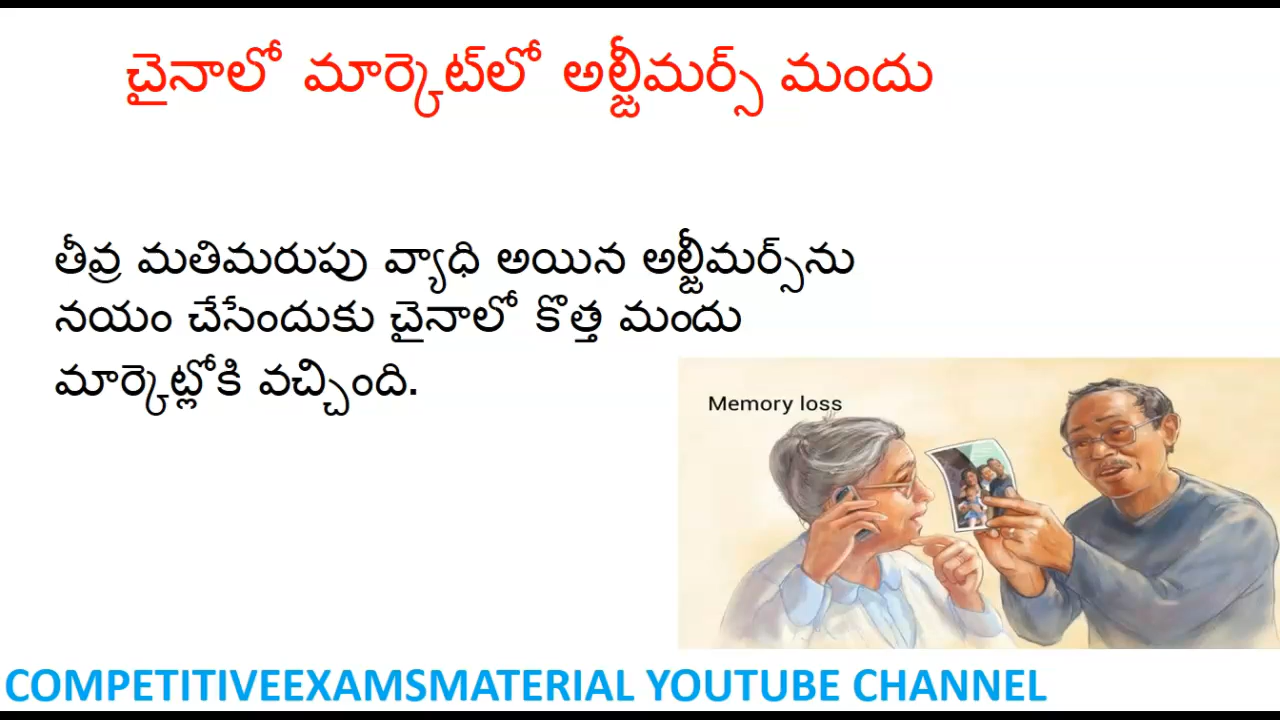 చైనాలో మార్కెట్‌లో అల్జీమర్స్ మందు
తీవ్ర మతిమరుపు వ్యాధి అయిన అల్జీమర్స్‌ను
నయం చేసేందుకు చైనాలో కొత్త మందు
మార్కెట్లోకి వచ్చింది.
Memory loss
COMPETITIVEEXAMSMATERIAL YOUTUBE CHANNEL